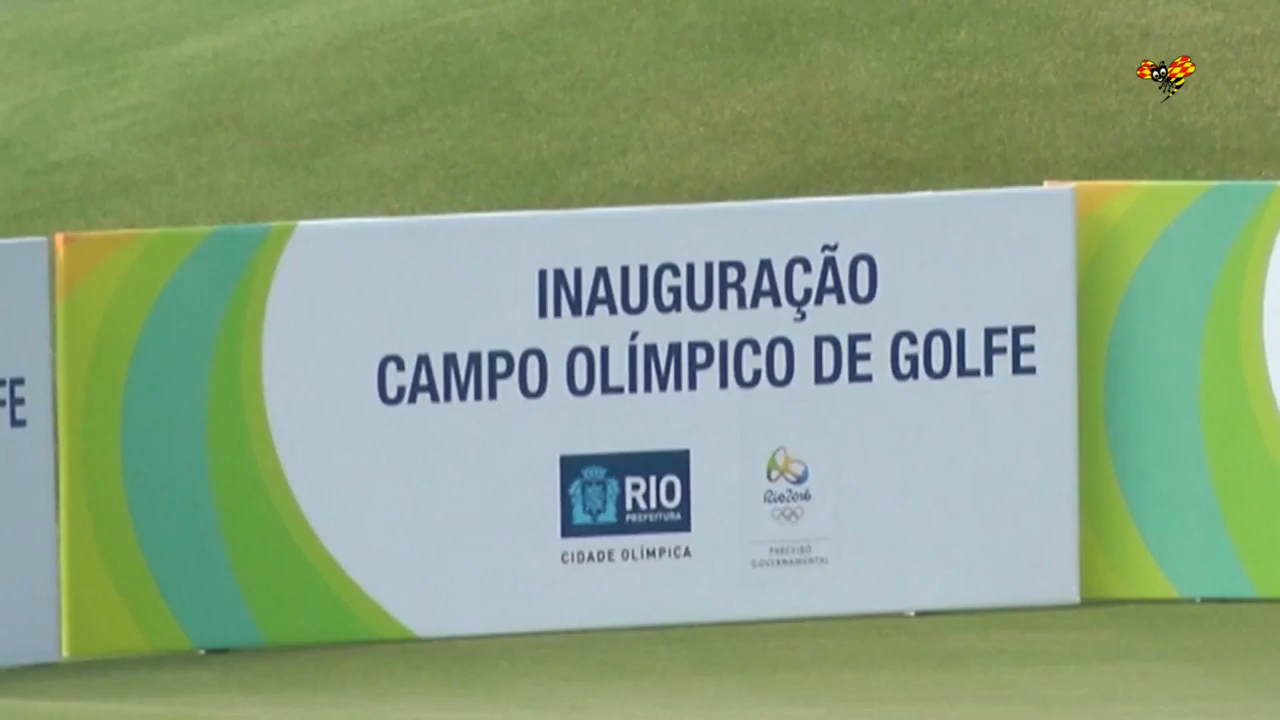 INAUGURAÇÃO
CAMPO OLÍMPICO DE GOLFE
FE
RIO
PREFEITURA
CIDADE OLÍMPICA
Rio2016
PARCEIRO
GOVERNAMENTAL